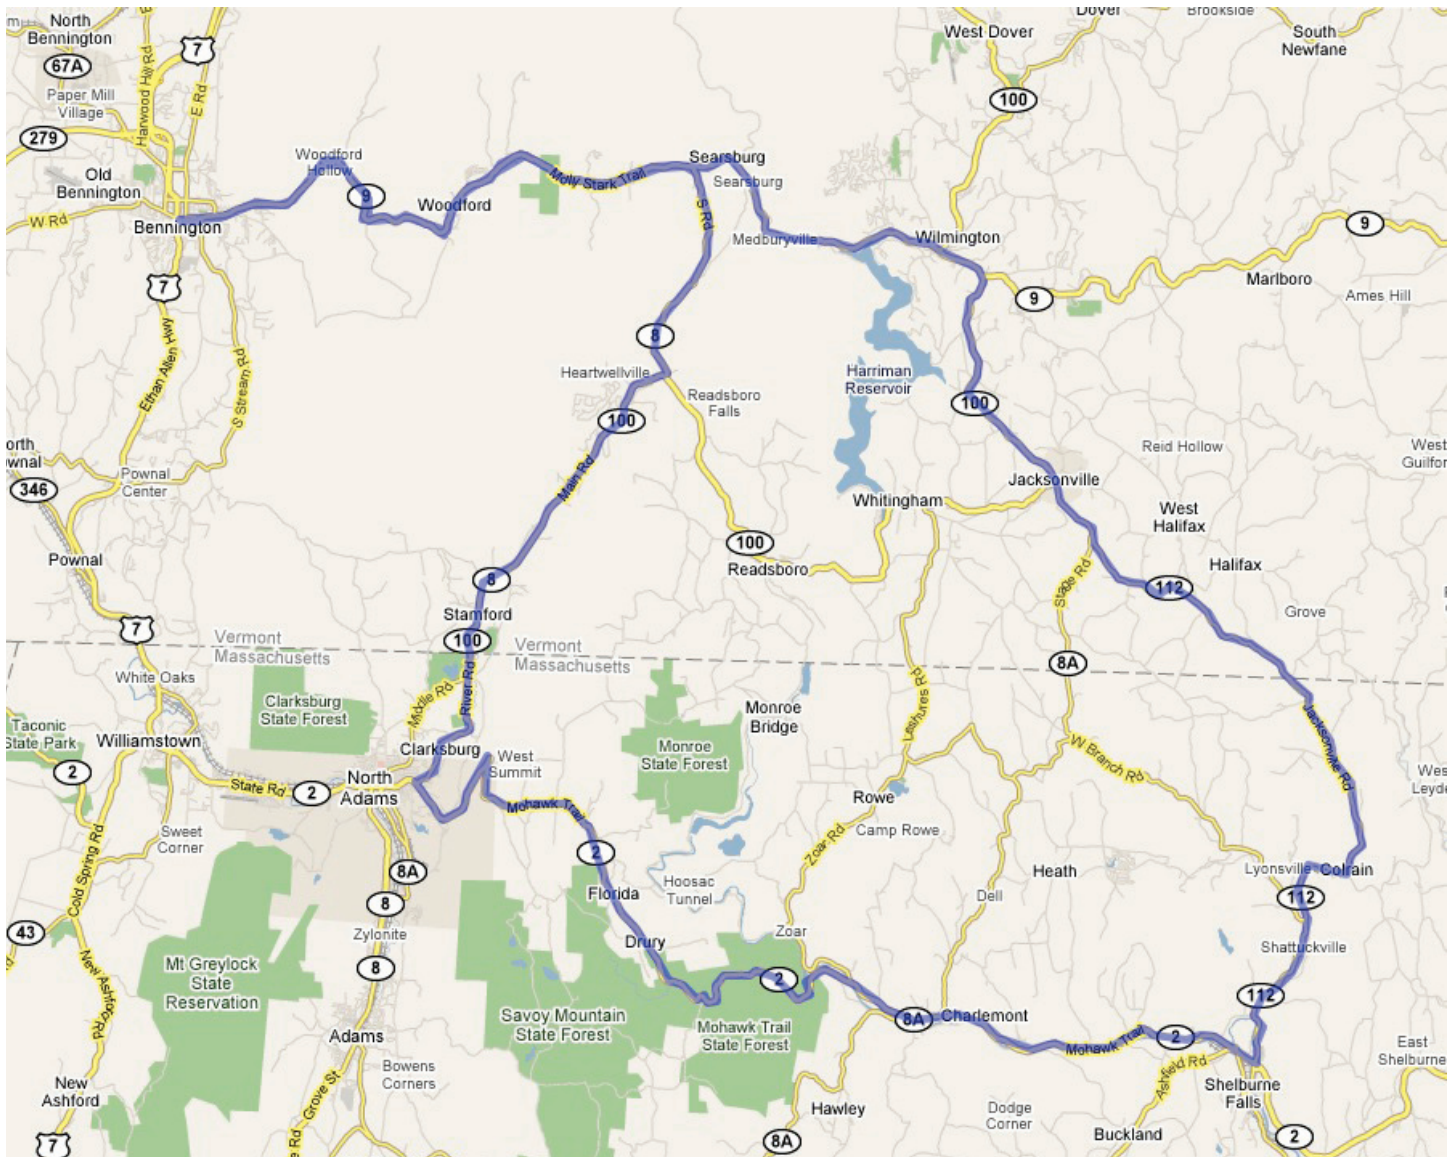 North
Bennington
67A
Paper Mill
Village
279
Harwood Hill Rd
7
E Rd
Old
Bennington
W Rd
Bennington
Woodford
Hollow
9
Woodford
Molly Stark Trail
Searsburg
Searsburg
S Rd
Medburyville
Wilmington
West Dover
Dover
100
Brookside
South
Newfane
9
Marlboro
Ames Hill
9
7
Ethan Allen Hwy
S Stream Rd
8
Heartwellville
100
Readsboro
Falls
Harriman
Reservoir
100
Reid Hollow
West
Guilfor
orth
ownal
346
Pownal
Center
Main Rd
Whitingham
Jacksonville
West
Halifax
Halifax
Pownal
100
Readsboro
8
Stamford
Stage Rd
112
Grove
7
Vermont
Massachusetts
100
Vermont
Massachusetts
8A
White Oaks
Clarksburg
State Forest
Middle Rd
River Rd
Monroe
Bridge
Leshures Rd
Jacksonville Rd
Taconic
State Park
2
Williamstown
State Rd
2
North
Adams
Clarksburg
West
Summit
Monroe
State Forest
W Branch Rd
Wes
Leyde
Mohawk Trail
Rowe
Camp Rowe
Zoar Rd
Sweet
Corner
Cold Spring Rd
8A
2
Florida
Hoosac
Tunnel
Heath
Dell
Lyonsville
Colrain
112
43
8
Zylonite
Drury
Zoar
Shattuckville
New Ashford Rd
Mt Greylock
State
Reservation
8
2
112
Adams
Savoy Mountain
State Forest
Mohawk Trail
State Forest
8A
Charlemont
Mohawk Trail
2
Ashfield Rd
East
Shelburne
New
Ashford
Bowens
Corners
Grove St
e Rd
Shelburne
Falls
Hawley
Dodge
Corner
Buckland
7
8A
2